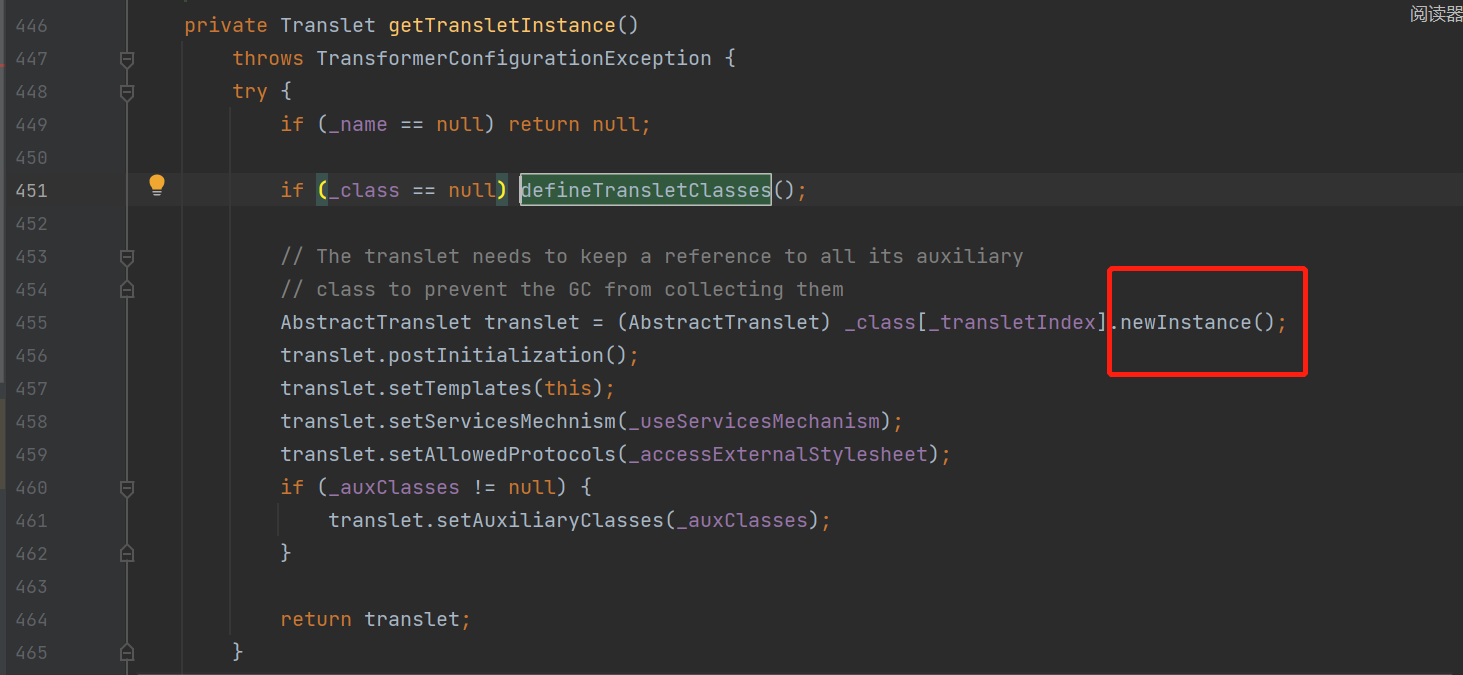 阅读器
446 private Translet getTransletInstance()
447 throws TransformerConfigurationException {
448 try {
449 if (_name == null) return null;
450
451 if (_class == null) defineTransletClasses();
452
453 // The translet needs to keep a reference to all its auxiliary
454 // class to prevent the GC from collecting them
455 AbstractTranslet translet = (AbstractTranslet) _class[_transletIndex].newInstance();
456 translet.postInitialization();
457 translet.setTemplates(this);
458 translet.setServicesMechnism(_useServicesMechanism);
459 translet.setAllowedProtocols(_accessExternalStylesheet);
460 if (_auxClasses != null) {
461 translet.setAuxiliaryClasses(_auxClasses);
462 }
463
464 return translet;
465 }